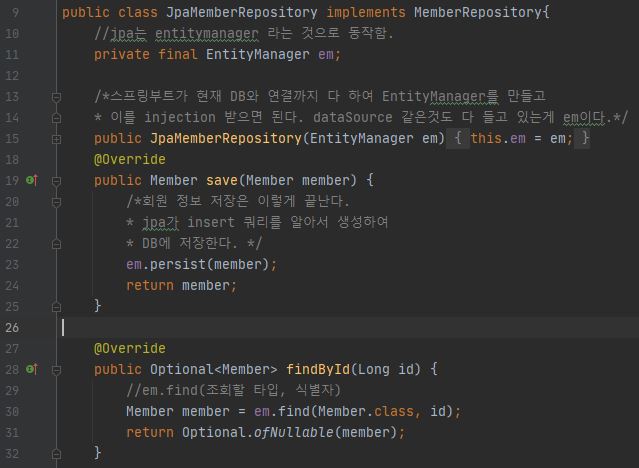 9 public class JpaMemberRepository implements MemberRepository{
10 //jpa는 entitymanager 라는 것으로 동작함.
11 private final EntityManager em;
12
13 /*스프링부트가 현재 DB와 연결까지 다 하여 EntityManager를 만들고
14 * 이를 injection 받으면 된다. dataSource 같은것도 다 들고 있는게 em이다.*/
15 public JpaMemberRepository(EntityManager em) { this.em = em; }
18 @Override
19 public Member save(Member member) {
20 /*회원 정보 저장은 이렇게 끝난다.
21 * jpa가 insert 쿼리를 알아서 생성하여
22 * DB에 저장한다. */
23 em.persist(member);
24 return member;
25 }
26
27 @Override
28 public Optional<Member> findById(Long id) {
29 //em.find(조회할 타입, 식별자)
30 Member member = em.find(Member.class, id);
31 return Optional.ofNullable(member);
32 }